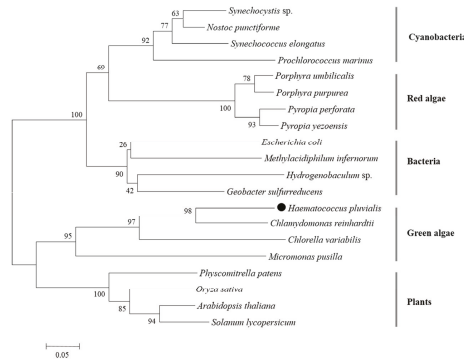 63
Synechocystis sp.
77
Nostoc punctiforme
92
Synechococcus elongatus
Cyanobacteria
Prochlorococcus marinus
69
78
Porphyra umbilicalis
Porphyra purpurea
Red algae
100
Pyropia perforata
93
Pyropia yezoensis
100
26
Escherichia coli
Methylacidiphilum infernorum
90
Bacteria
Hydrogenobaculum sp.
42
Geobacter sulfurreducens
98
Haematococcus pluvialis
97
Chlamydomonas reinhardtii
Green algae
95
Chlorella variabilis
Micromonas pusilla
Physcomitrella patens
100
Oryza sativa
Plants
85
Arabidopsis thaliana
94
Solanum lycopersicum
0.05